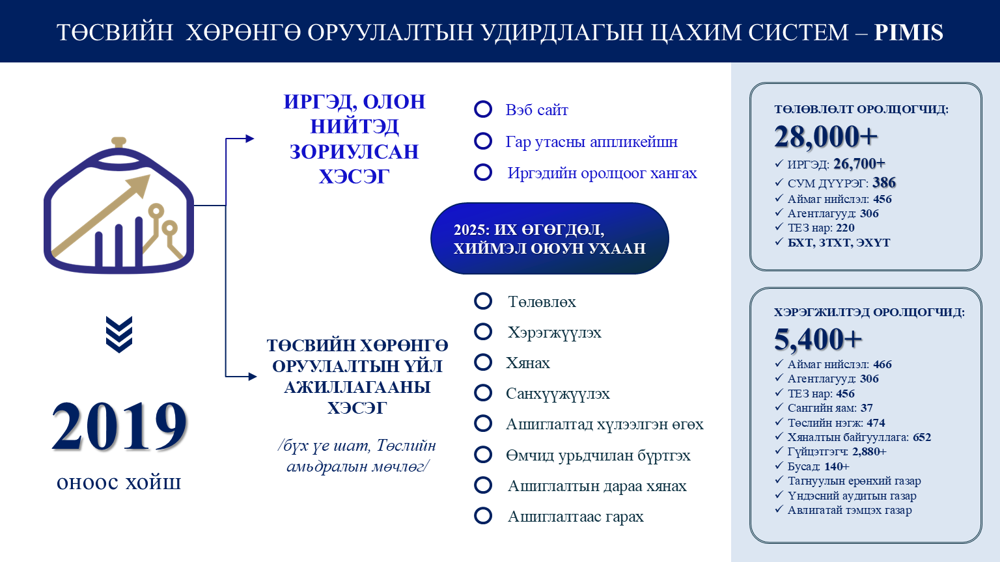 ТӨСВИЙН ХӨРӨНГӨ ОРУУЛАЛТЫН УДИРДЛАГЫН ЦАХИМ СИСТЕМ – PIMIS
2019
оноос хойш
ИРГЭД, ОЛОН
НИЙТЭД
ЗОРИУЛСАН
ХЭСЭГ
Вэб сайт
Гар утасны аппликейшн
Иргэдийн оролцоог хангах
2025: ИХ ӨГӨГДӨЛ,
ХИЙМЭЛ ОЮУН УХААН
ТӨСВИЙН ХӨРӨНГӨ
ОРУУЛАЛТЫН ҮЙЛ
АЖИЛЛАГААНЫ
ХЭСЭГ
/бүх үе шат, Төслийн
амьдралын мөчлөг/
Төлөвлөх
Хэрэгжүүлэх
Хянах
Санхүүжүүлэх
Ашиглалтад хүлээлгэн өгөх
Өмчид урьдчилан бүртгэх
Ашиглалтын дараа хянах
Ашиглалтаас гарах
ТӨЛӨВЛӨЛТ ОРОЛЦОГЧИД:
28,000+
✓ ИРГЭД: 26,700+
✓ СУМ ДҮҮРЭГ: 386
✓ Аймаг нийслэл: 456
✓ Агентлагууд: 306
✓ ТЕЗ нар: 220
✓ БХТ, ЗТХТ, ЭХҮТ
ХЭРЭГЖИЛТЭД ОРОЛЦОГЧИД:
5,400+
✓ Аймаг нийслэл: 466
✓ Агентлагууд: 306
✓ ТЕЗ нар: 456
✓ Сангийн яам: 37
✓ Төслийн нэгж: 474
✓ Хяналтын байгууллага: 652
✓ Гүйцэтгэгч: 2,880+
✓ Бусад: 140+
✓ Тагнуулын ерөнхий газар
✓ Үндэсний аудитын газар
✓ Авлигатай тэмцэх газар